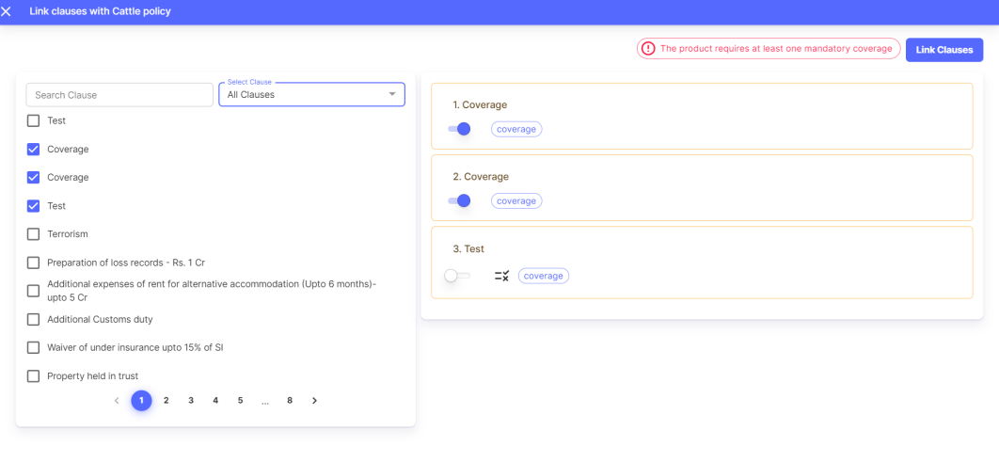 Link clauses with Cattle policy
The product requires at least one mandatory coverage
Link Clauses
Search Clause
Select Clause
All Clauses
Test
Coverage
Coverage
Test
Terrorism
Preparation of loss records - Rs. 1 Cr
Additional expenses of rent for alternative accommodation (Upto 6 months)-
upto 5 Cr
Additional Customs duty
Waiver of under insurance upto 15% of SI
Property held in trust
1 2 3 4 5 ... 8
1. Coverage
coverage
2. Coverage
coverage
3. Test
coverage